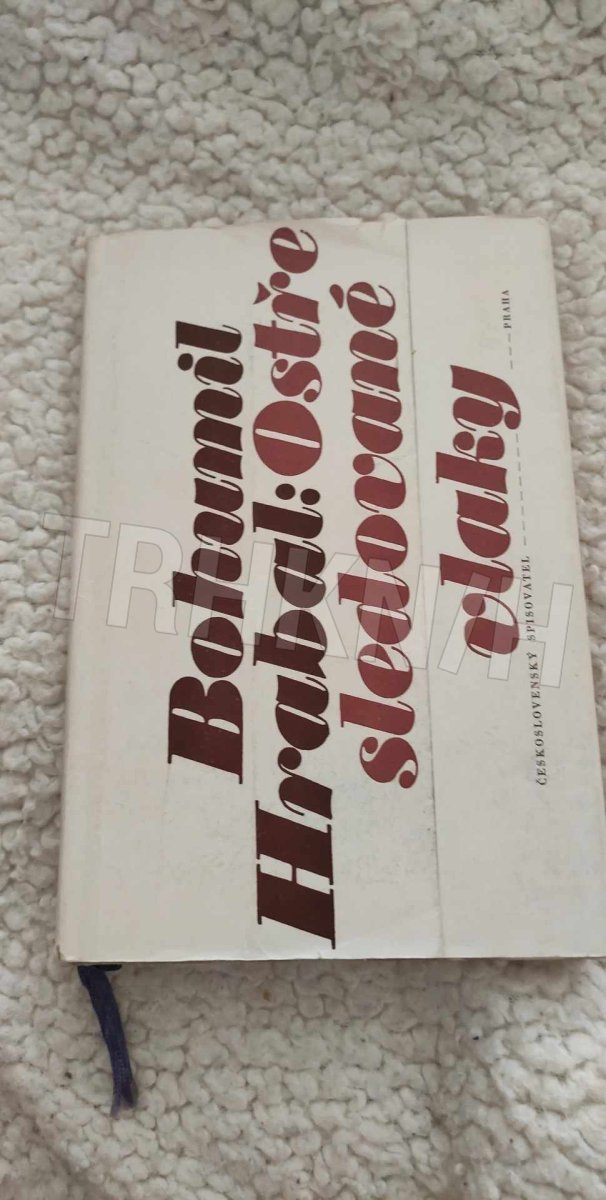 Bohumil
Hrabal: Ostře
sledované
vlaky
ČESKOSLOVENSKÝ SPISOVATEL ––––––––––––––– PRAHA
TRHKNIH